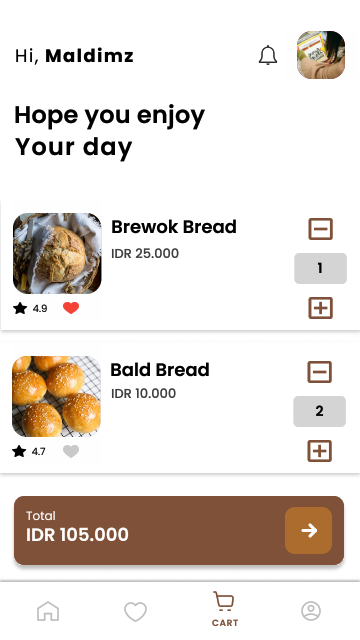 Hi, Maldimz
Hope you enjoy
Your day
Brewok Bread
IDR 25.000
1
4.9
Bald Bread
IDR 10.000
2
4.7
Total
IDR 105.000
CART